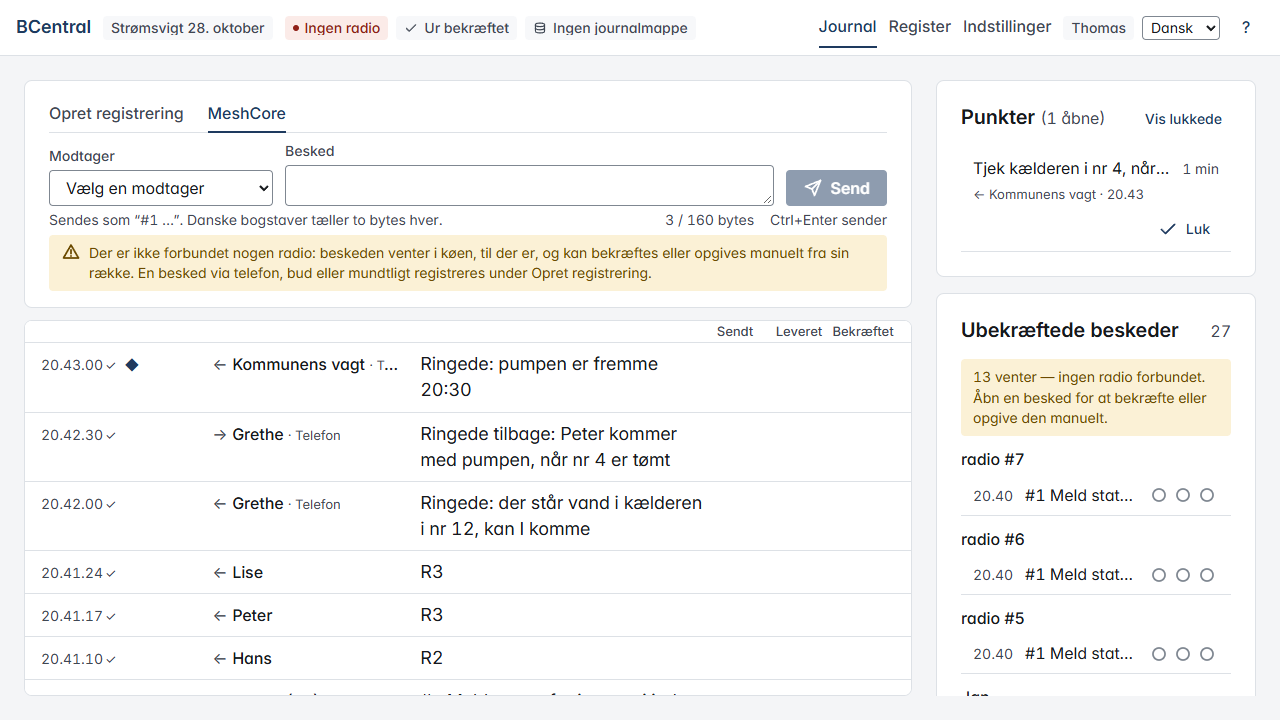 BCentral Strømsvigt 28. oktober Ingen radio Ur bekræftet Ingen journalmappe Journal Register Indstillinger Thomas Dansk ?
Opret registrering MeshCore
Modtager
Besked
Vælg en modtager
Send
Sendes som “#1 …”. Danske bogstaver tæller to bytes hver. 3 / 160 bytes Ctrl+Enter sender
Der er ikke forbundet nogen radio: beskeden venter i køen, til der er, og kan bekræftes eller opgives manuelt fra sin
række. En besked via telefon, bud eller mundtligt registreres under Opret registrering.
Sendt Leveret Bekræftet
20.43.00 ← Kommunens vagt · T… Ringede: pumpen er fremme
20:30
20.42.30 → Grethe · Telefon Ringede tilbage: Peter kommer
med pumpen, når nr 4 er tømt
20.42.00 ← Grethe · Telefon Ringede: der står vand i kælderen
i nr 12, kan I komme
20.41.24 ← Lise R3
20.41.17 ← Peter R3
20.41.10 ← Hans R2
Punkter (1 åbne) Vis lukkede
Tjek kælderen i nr 4, når… 1 min
← Kommunens vagt · 20.43
Luk
Ubekræftede beskeder 27
13 venter — ingen radio forbundet.
Åbn en besked for at bekræfte eller
opgive den manuelt.
radio #7
20.40 #1 Meld stat…
radio #6
20.40 #1 Meld stat…
radio #5
20.40 #1 Meld stat…